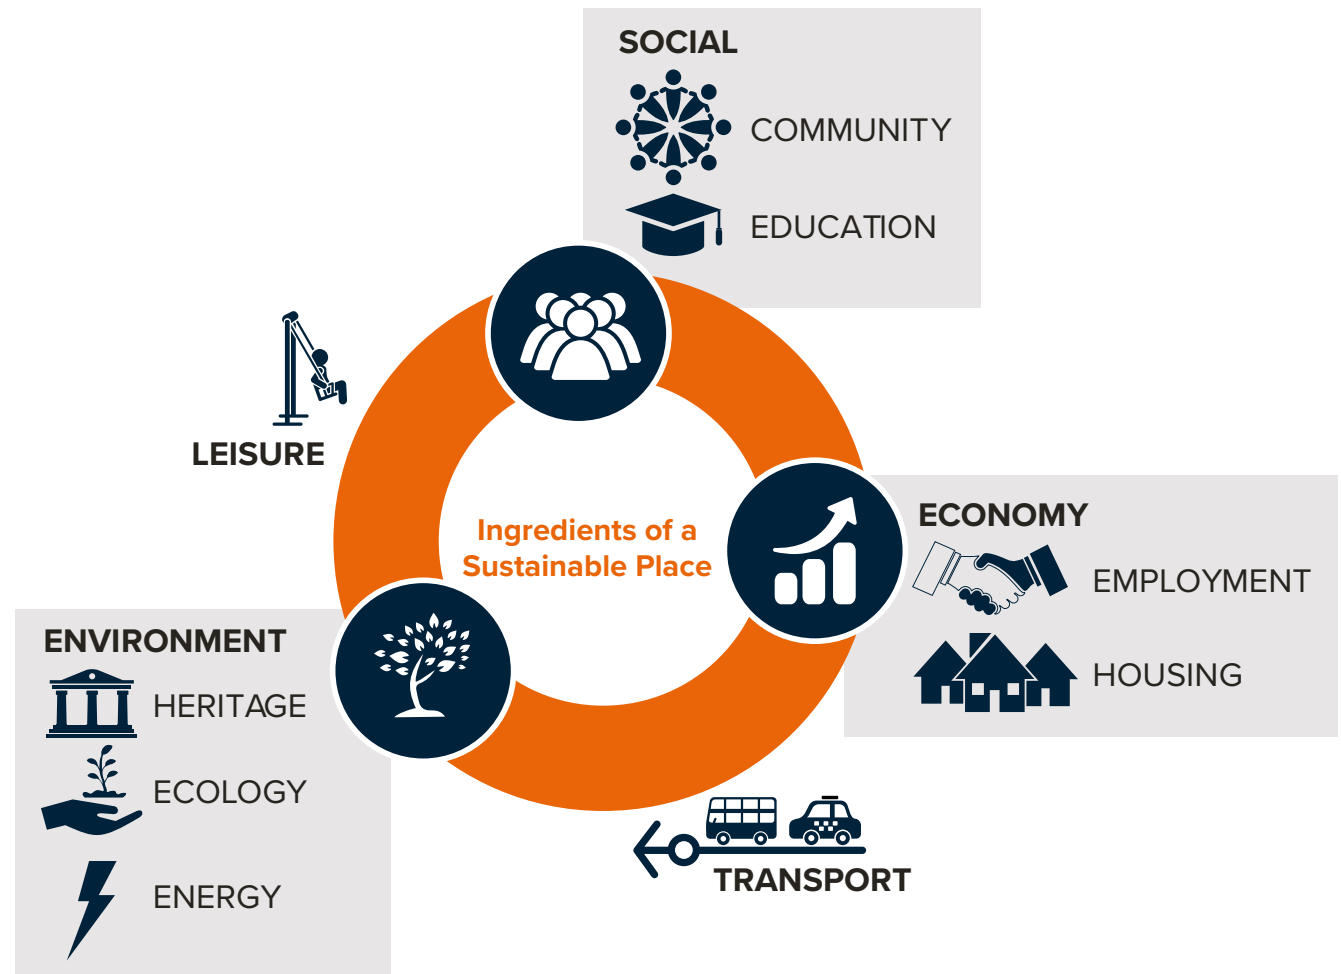 SOCIAL
COMMUNITY
EDUCATION
LEISURE
Ingredients of a
Sustainable Place
ECONOMY
EMPLOYMENT
HOUSING
ENVIRONMENT
HERITAGE
ECOLOGY
ENERGY
TRANSPORT